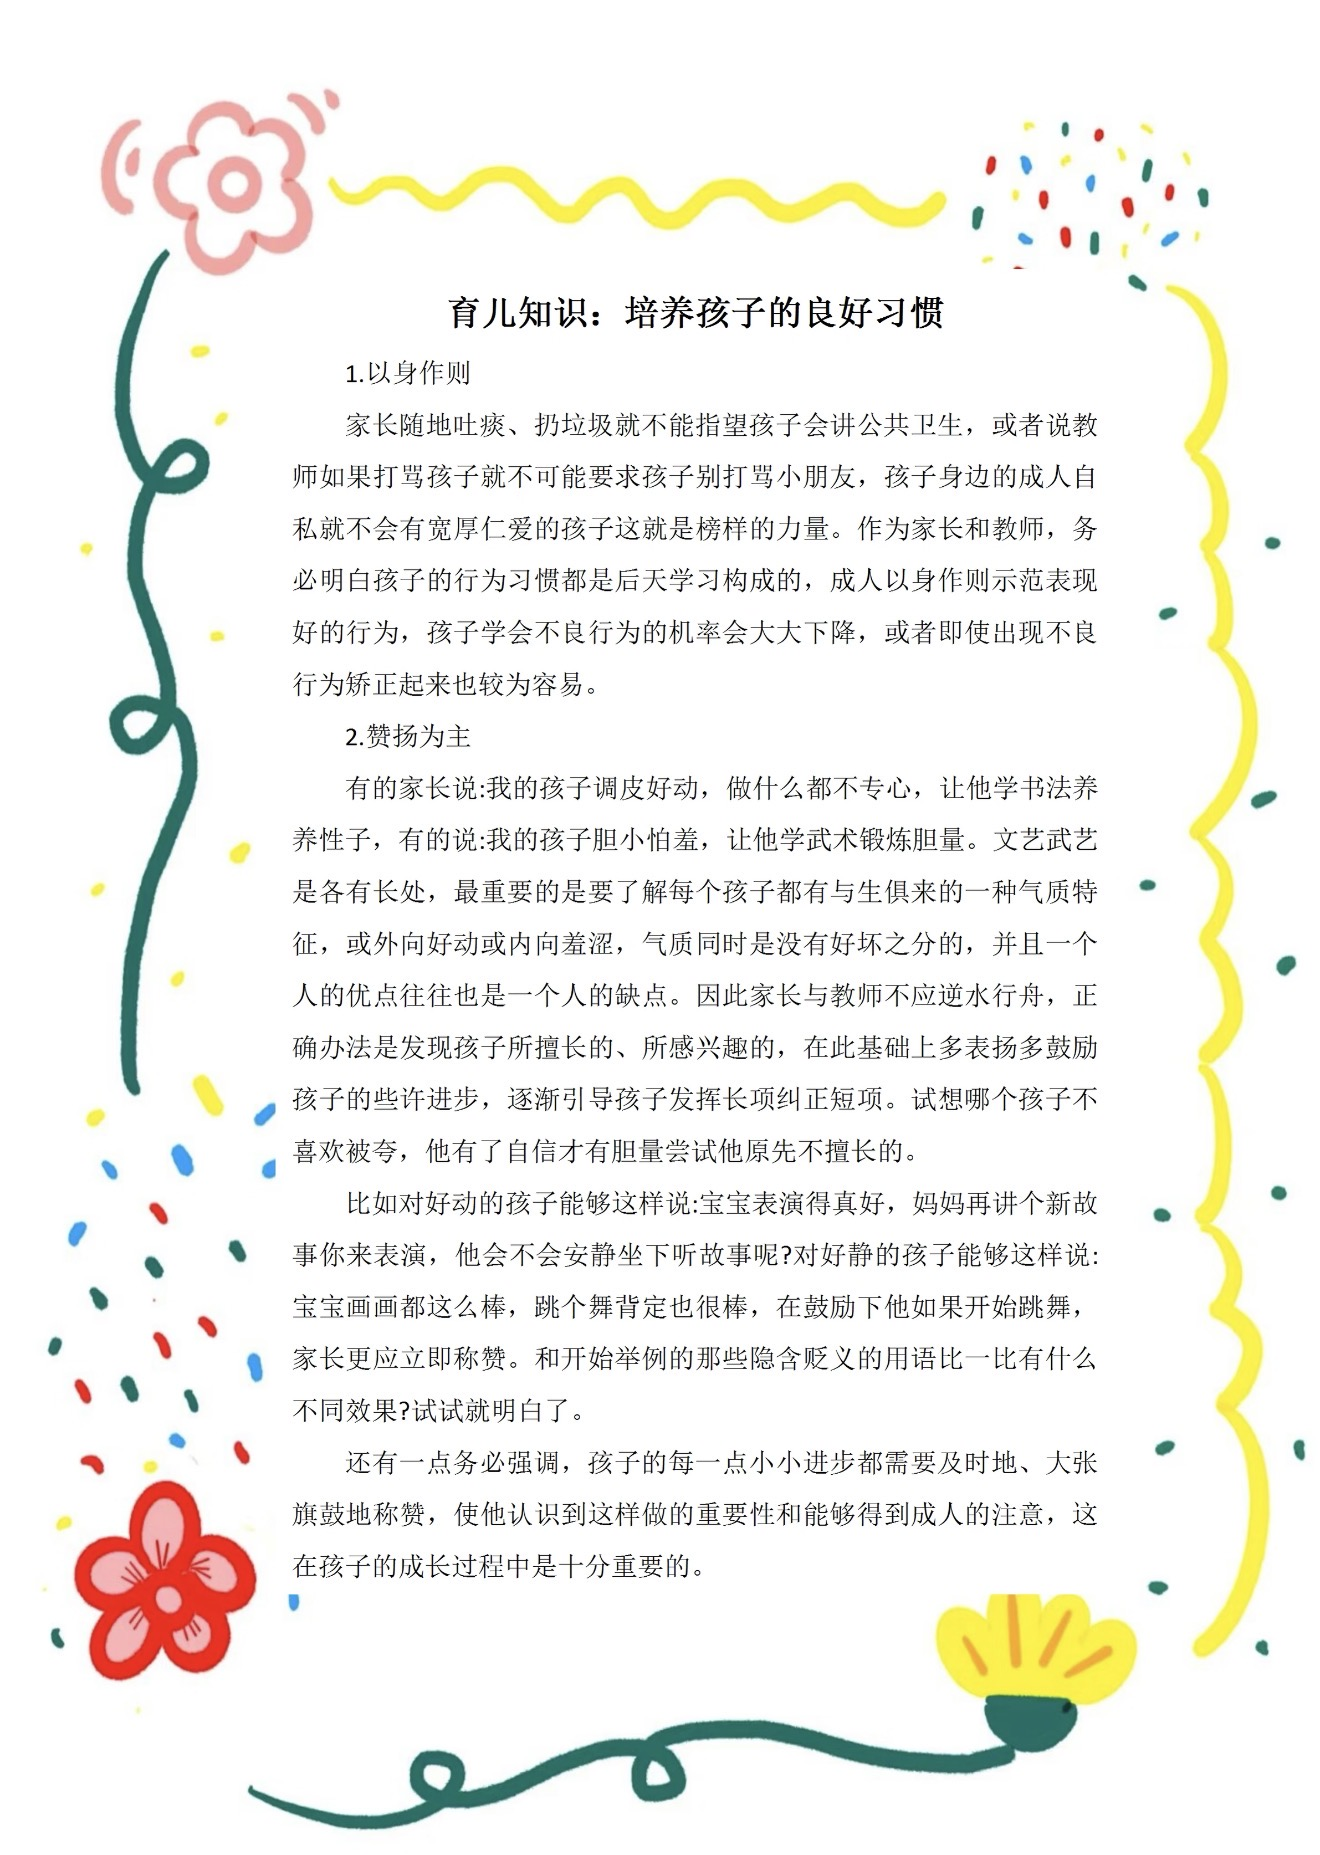 育儿知识：培养孩子的良好习惯
1.以身作则
家长随地吐痰、扔垃圾就不能指望孩子会讲公共卫生，或者说教
师如果打骂孩子就不可能要求孩子别打骂小朋友，孩子身边的成人自
私就不会有宽厚仁爱的孩子这就是榜样的力量。作为家长和教师，务
必明白孩子的行为习惯都是后天学习构成的，成人以身作则示范表现
好的行为，孩子学会不良行为的机率会大大下降，或者即使出现不良
行为矫正起来也较为容易。
2.赞扬为主
有的家长说:我的孩子调皮好动，做什么都不专心，让他学书法养
养性子，有的说:我的孩子胆小怕羞，让他学武术锻炼胆量。文艺武艺
是各有长处，最重要的是要了解每个孩子都有与生俱来的一种气质特
征，或外向好动或内向羞涩，气质同时是没有好坏之分的，并且一个
人的优点往往也是一个人的缺点。因此家长与教师不应逆水行舟，正
确办法是发现孩子所擅长的、所感兴趣的，在此基础上多表扬多鼓励
孩子的些许进步，逐渐引导孩子发挥长项纠正短项。试想哪个孩子不
喜欢被夸，他有了自信才有胆量尝试他原先不擅长的。
比如对好动的孩子能够这样说:宝宝表演得真好，妈妈再讲个新故
事你来表演，他会不会安静坐下听故事呢?对好静的孩子能够这样说:
宝宝画画都这么棒，跳个舞背定也很棒，在鼓励下他如果开始跳舞，
家长更应立即称赞。和开始举例的那些隐含贬义的用语比一比有什么
不同效果?试试就明白了。
还有一点务必强调，孩子的每一点小小进步都需要及时地、大张
旗鼓地称赞，使他认识到这样做的重要性和能够得到成人的注意，这
在孩子的成长过程中是十分重要的。